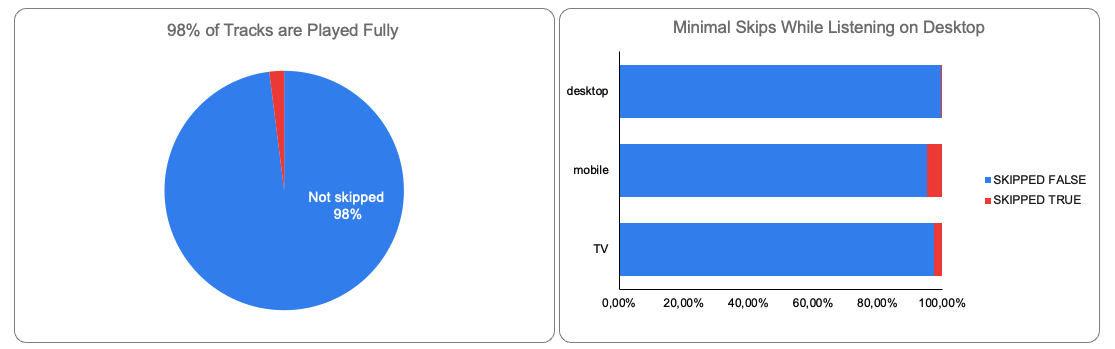 98% of Tracks are Played Fully
Not skipped
98%
Minimal Skips While Listening on Desktop
desktop
mobile
TV
0,00%
20,00%
40,00%
60,00%
80,00%
100,00%
SKIPPED FALSE
SKIPPED TRUE